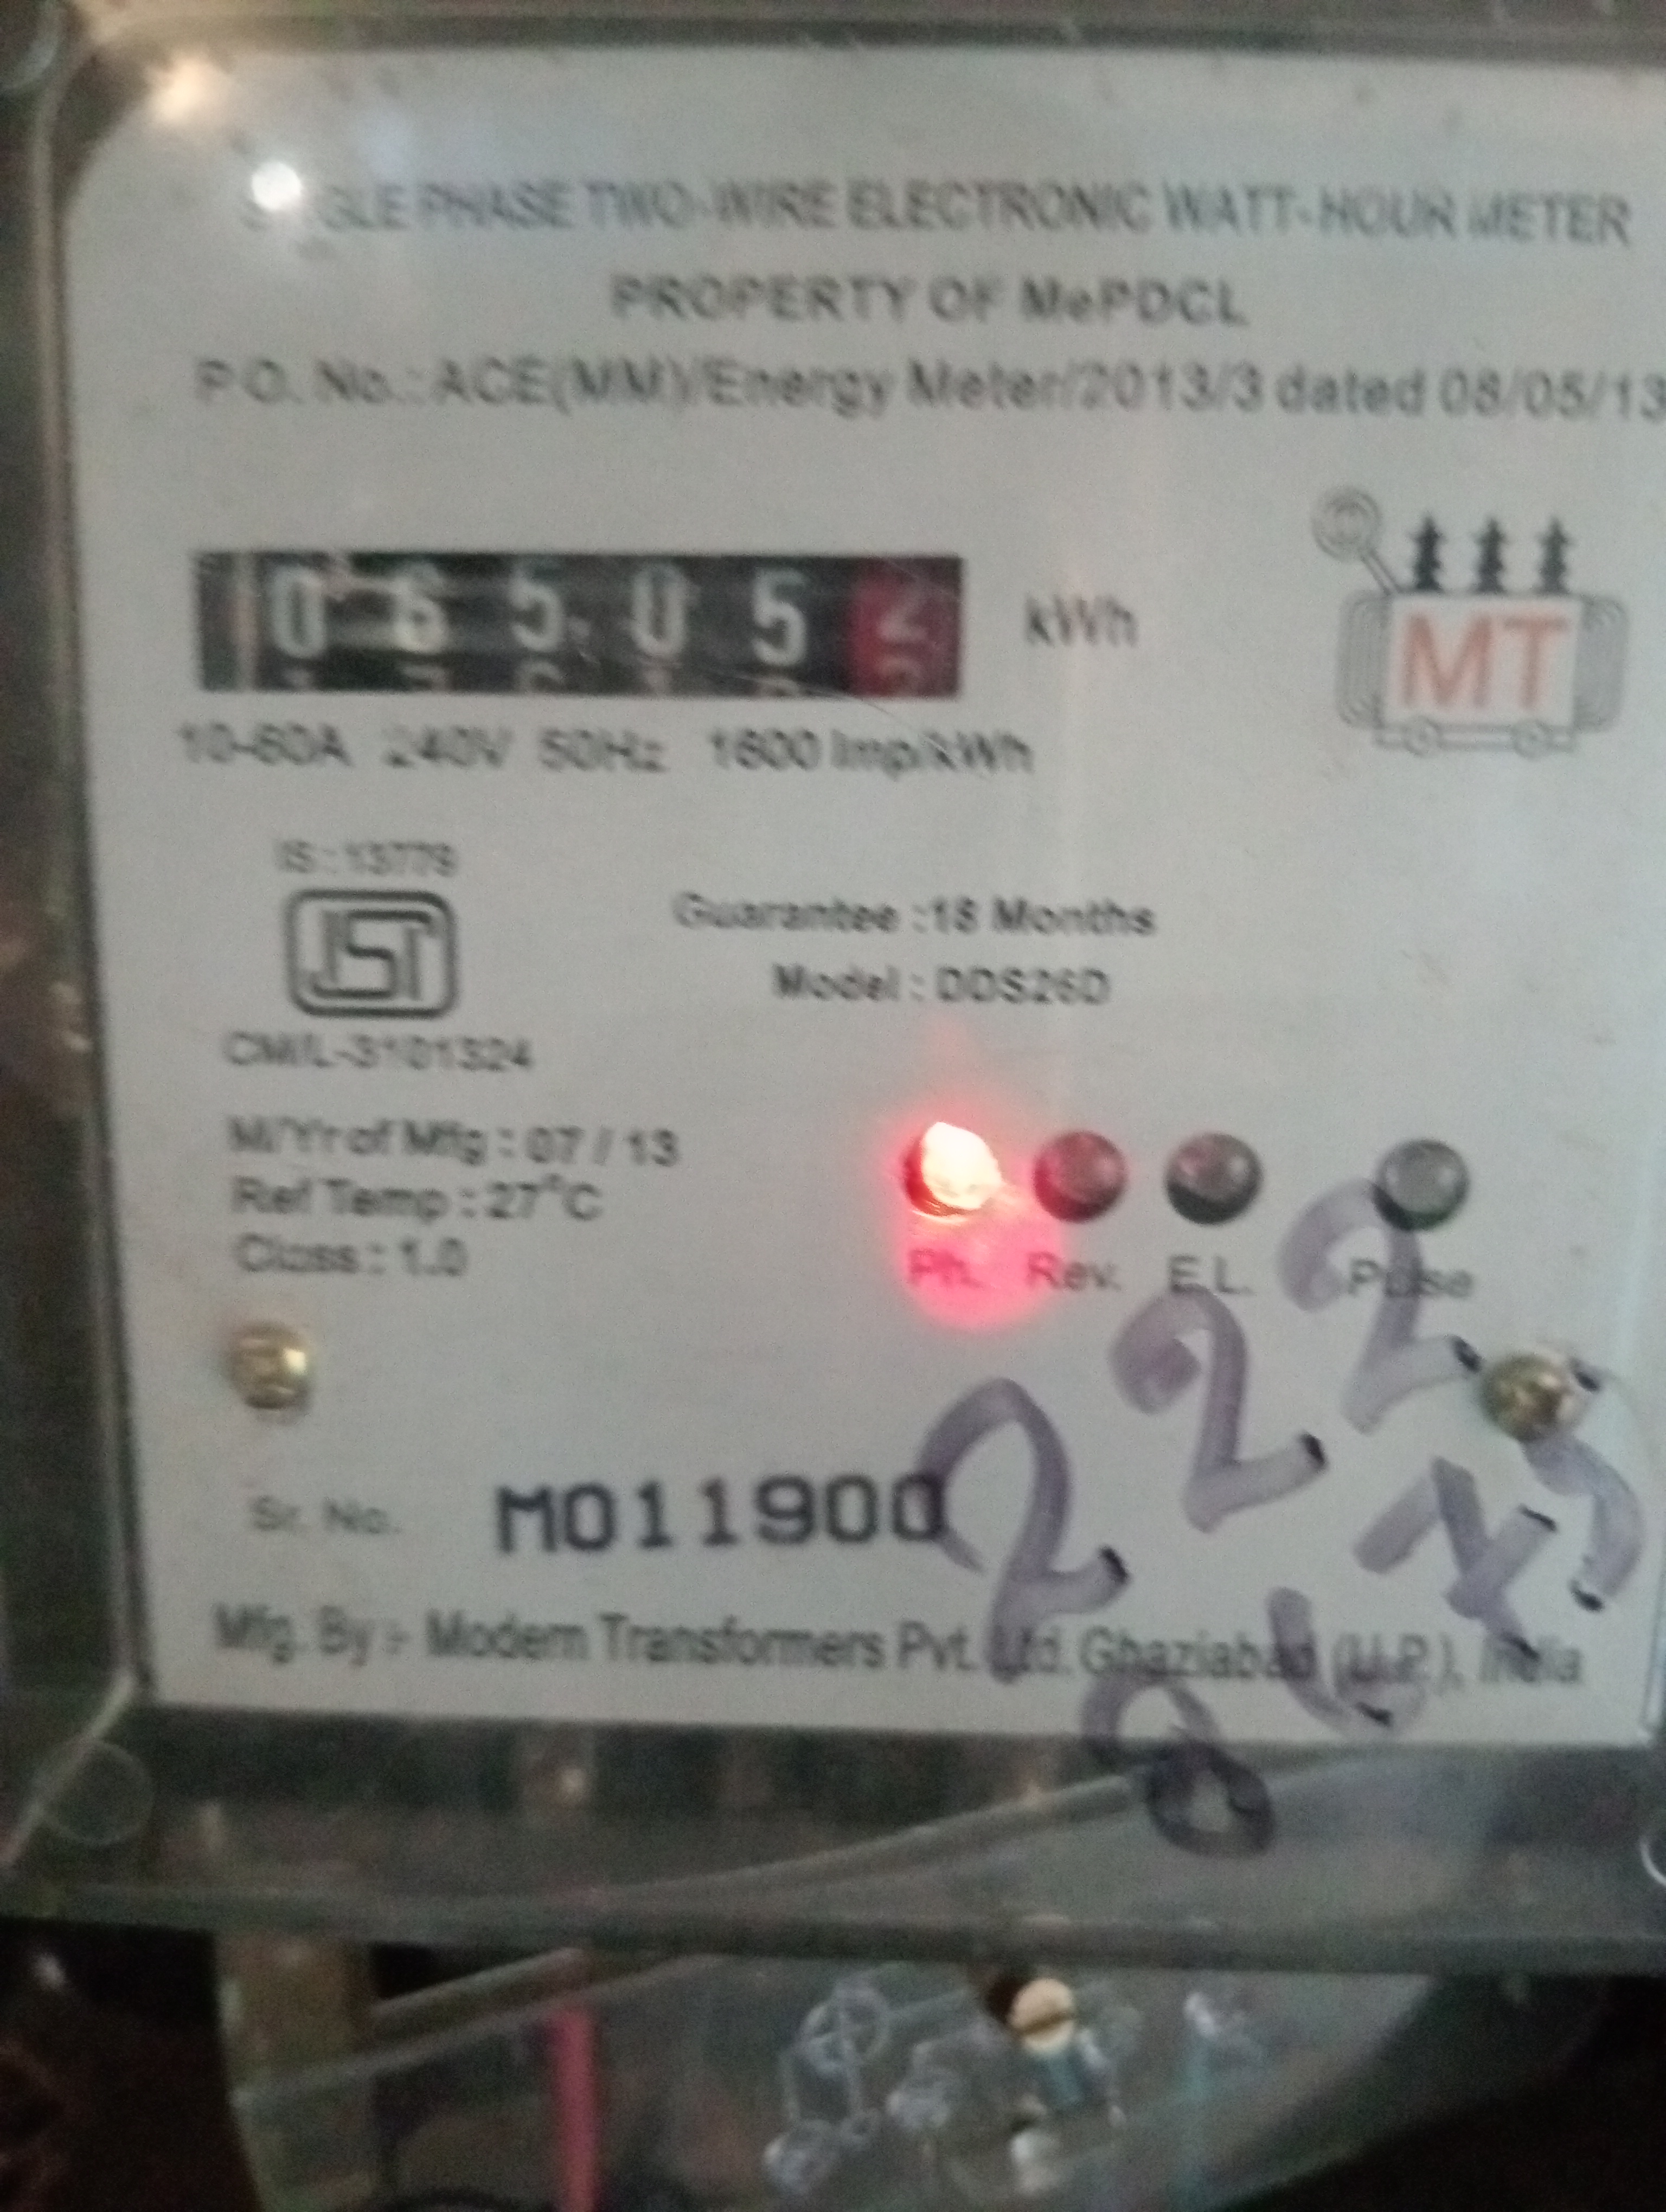 SINGLE PHASE TWO-WIRE ELECTRONIC WATT-HOUR METER
PROPERTY OF MePDCL
P.O. No.: ACE(MM)/Energy Meter/2013/3 dated 08/05/13
065052 kWh
MT
10-60A 240V 50Hz 1600 Imp/kWh
IS : 13779
Guarantee : 18 Months
Model : DDS26D
CM/L-3101324
M/Yr of Mfg : 07 / 13
Ref Temp : 27°C
Class : 1.0
Ph. Rev. E.L. Pulse
222
Sr. No. M011900
Mfg. By :- Modern Transformers Pvt. Ltd. Ghaziabad (U.P.), India